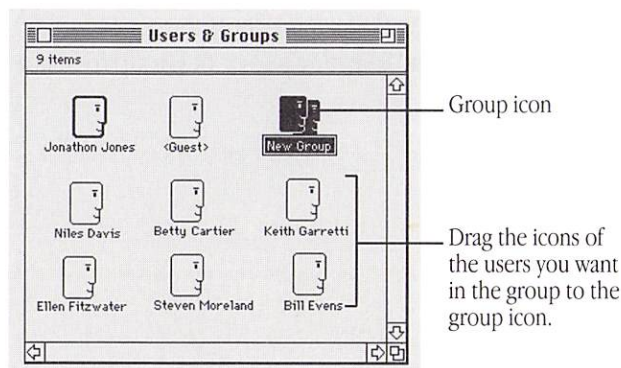 Users & Groups
9 items
Group icon
Jonathon Jones
<Guest>
New Group
Niles Davis
Betty Cartier
Keith Garretti
Drag the icons of
the users you want
in the group to the
group icon.
Ellen Fitzwater
Steven Moreland
Bill Evens